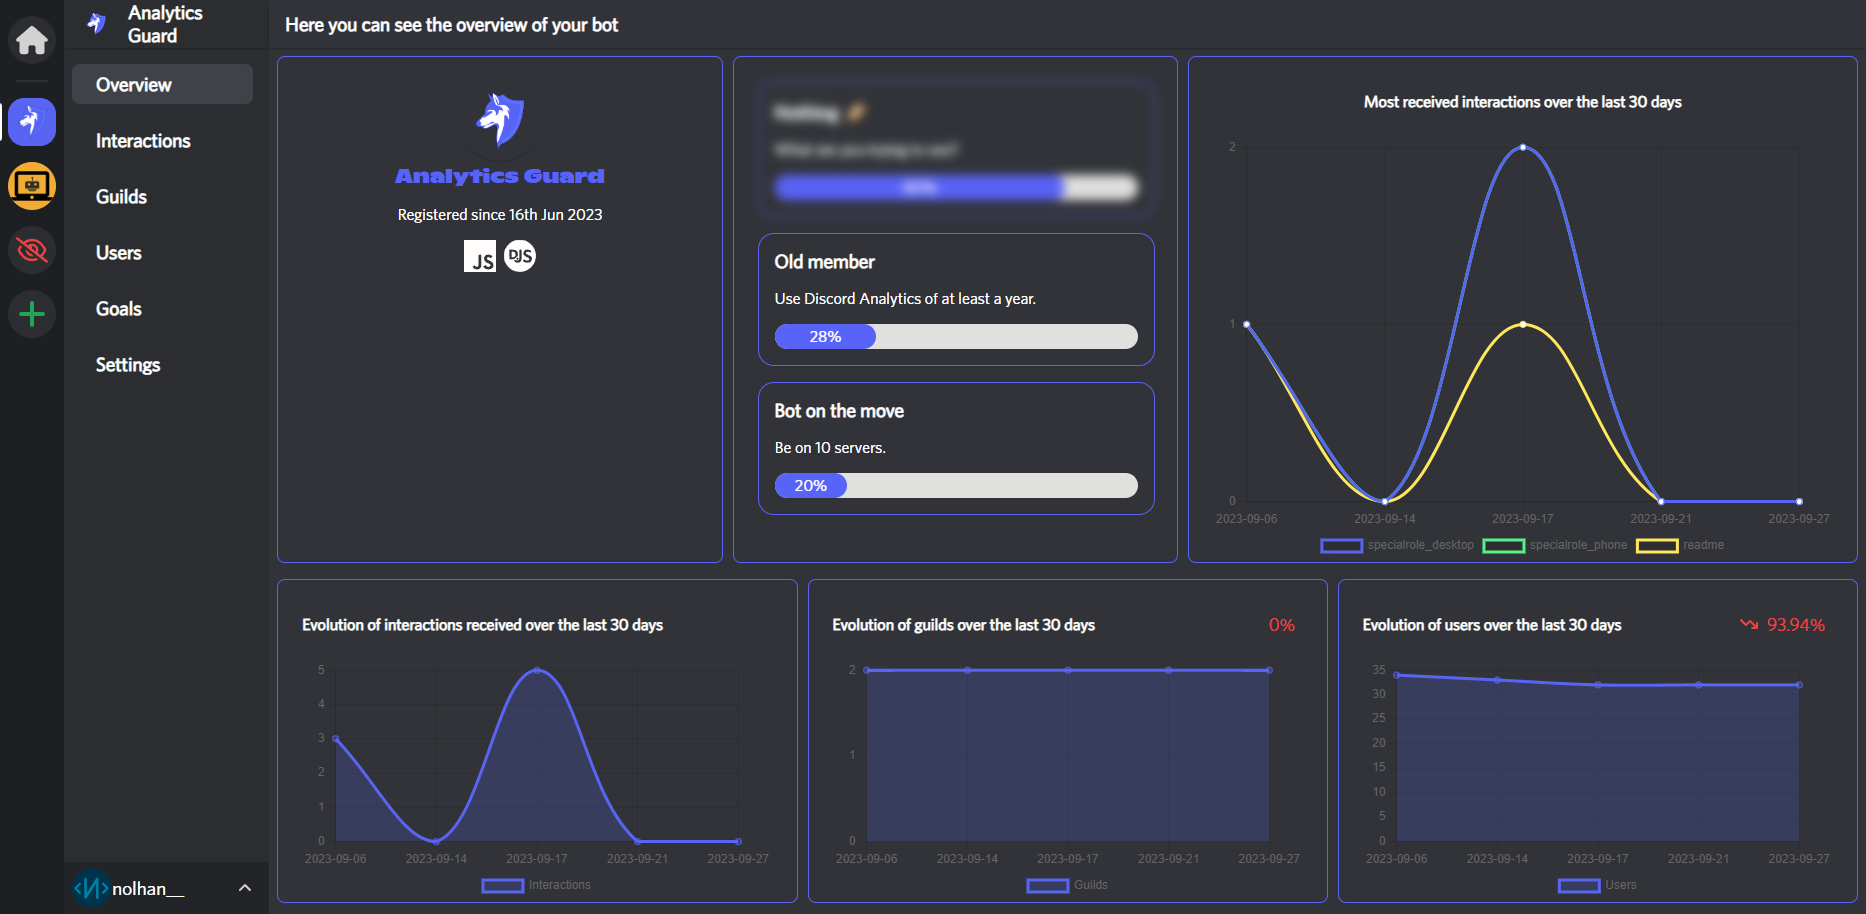 Analytics
Guard
Overview
Interactions
Guilds
Users
Goals
Settings
nolhan__
Here you can see the overview of your bot
Analytics Guard
Registered since 16th Jun 2023
JS DJS
Nothing
What are you trying to see?
Old member
Use Discord Analytics of at least a year.
28%
Bot on the move
Be on 10 servers.
20%
Most received interactions over the last 30 days
2
1
0
2023-09-06 2023-09-14 2023-09-17 2023-09-21 2023-09-27
specialrole_desktop specialrole_phone readme
Evolution of interactions received over the last 30 days
5
4
3
2
1
0
2023-09-06 2023-09-14 2023-09-17 2023-09-21 2023-09-27
Interactions
Evolution of guilds over the last 30 days 0%
2
1
0
2023-09-06 2023-09-14 2023-09-17 2023-09-21 2023-09-27
Guilds
Evolution of users over the last 30 days 93.94%
35
30
25
20
15
10
5
0
2023-09-06 2023-09-14 2023-09-17 2023-09-21 2023-09-27
Users